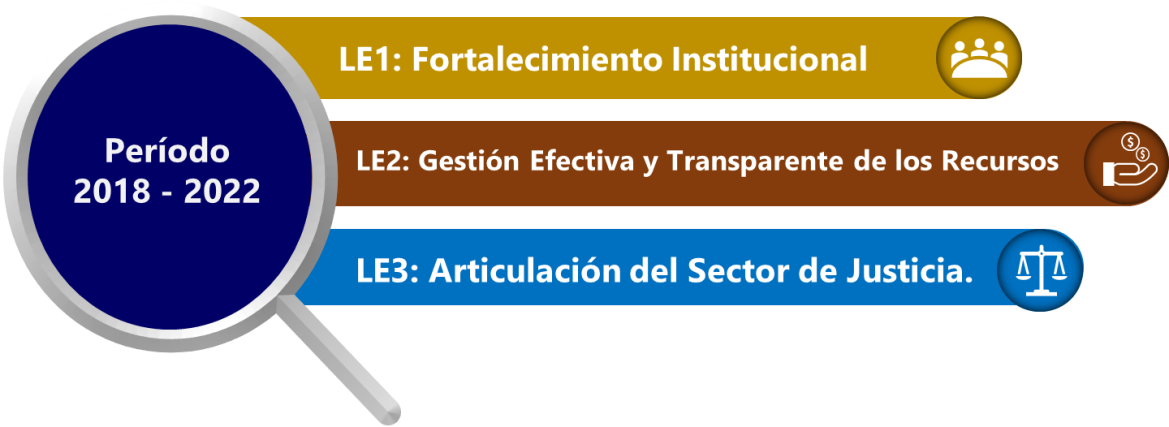 Período
2018 - 2022
LE1: Fortalecimiento Institucional
LE2: Gestión Efectiva y Transparente de los Recursos
LE3: Articulación del Sector de Justicia.
$
$